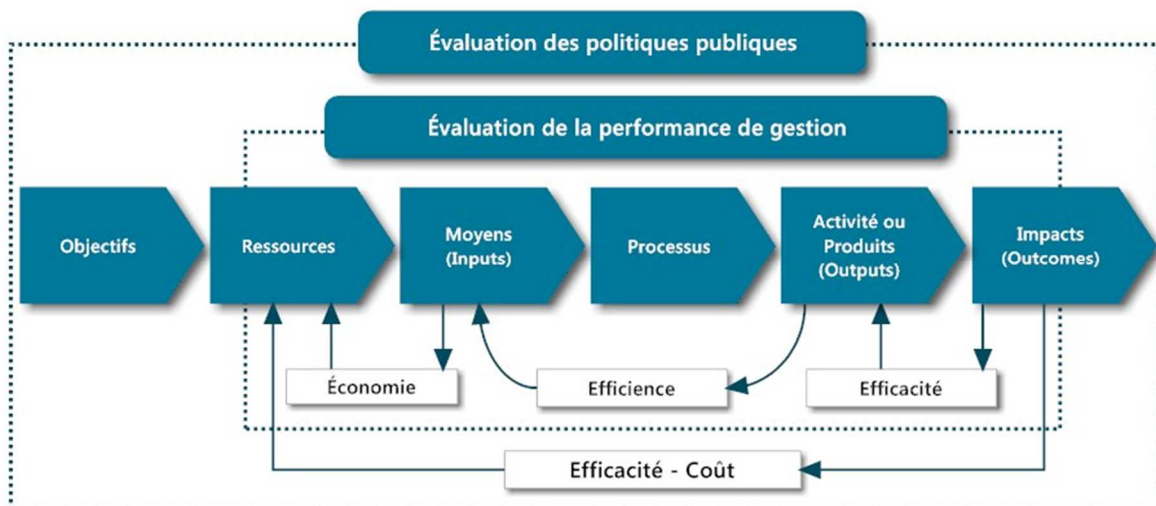 Évaluation des politiques publiques
Évaluation de la performance de gestion
Objectifs
Ressources
Moyens
(Inputs)
Processus
Activité ou
Produits
(Outputs)
Impacts
(Outcomes)
Économie
Efficience
Efficacité
Efficacité - Coût